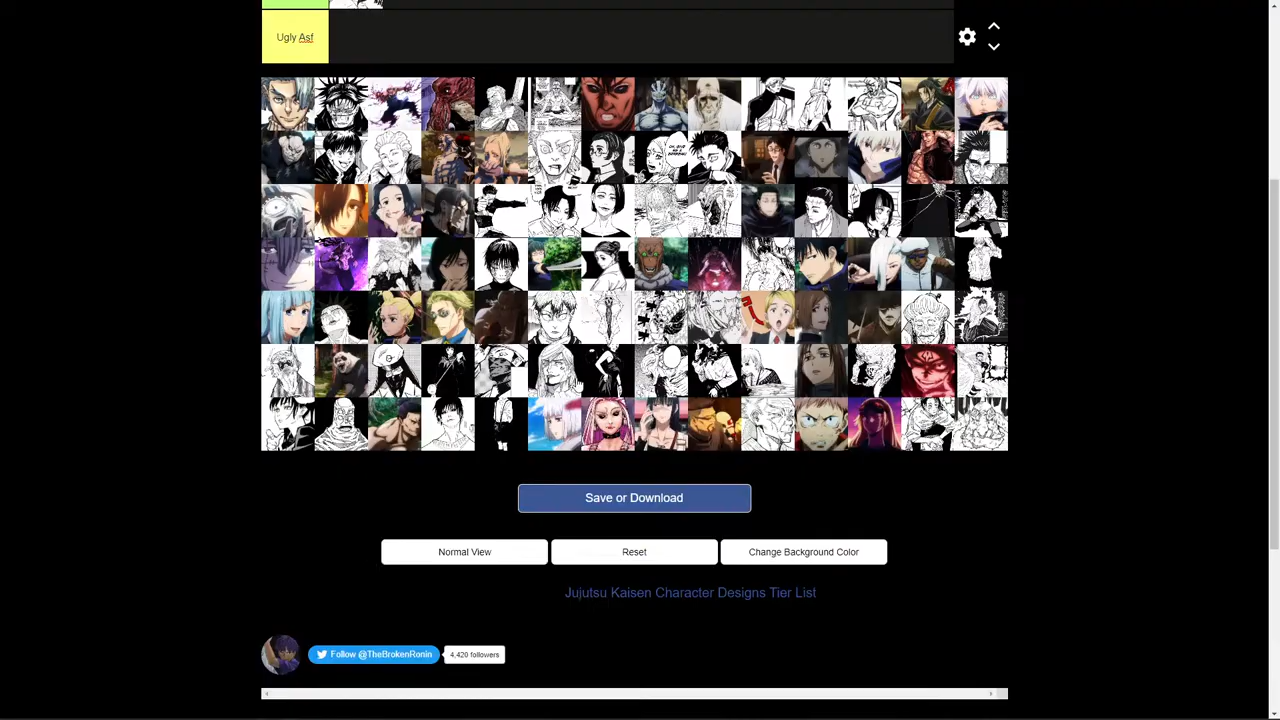 Ugly Asf
Save or Download
Normal View
Reset
Change Background Color
Jujutsu Kaisen Character Designs Tier List
Follow @TheBrokenRonin
4,420 followers